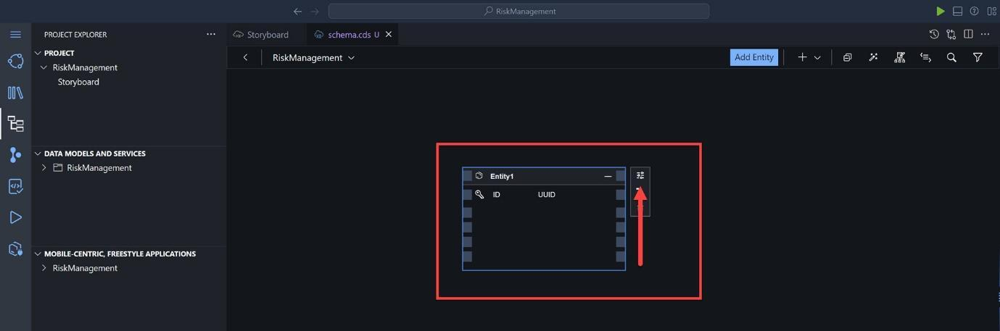 RiskManagement
PROJECT EXPLORER
Storyboard
schema.cds U
PROJECT
RiskManagement
Storyboard
RiskManagement
Add Entity
DATA MODELS AND SERVICES
RiskManagement
Entity1
ID UUID
MOBILE-CENTRIC, FREESTYLE APPLICATIONS
RiskManagement